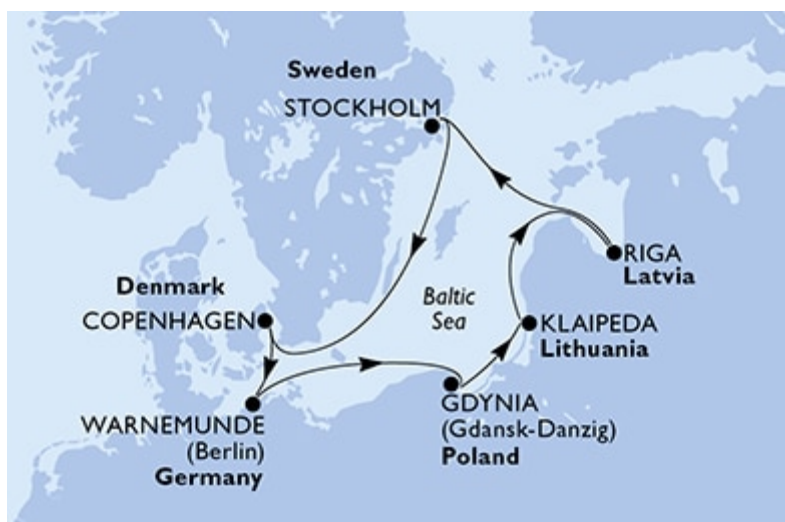 Sweden
STOCKHOLM
RIGA
Latvia
Denmark
COPENHAGEN
Baltic
Sea
KLAIPEDA
Lithuania
WARNEMUNDE
(Berlin)
Germany
GDYNIA
(Gdansk-Danzig)
Poland